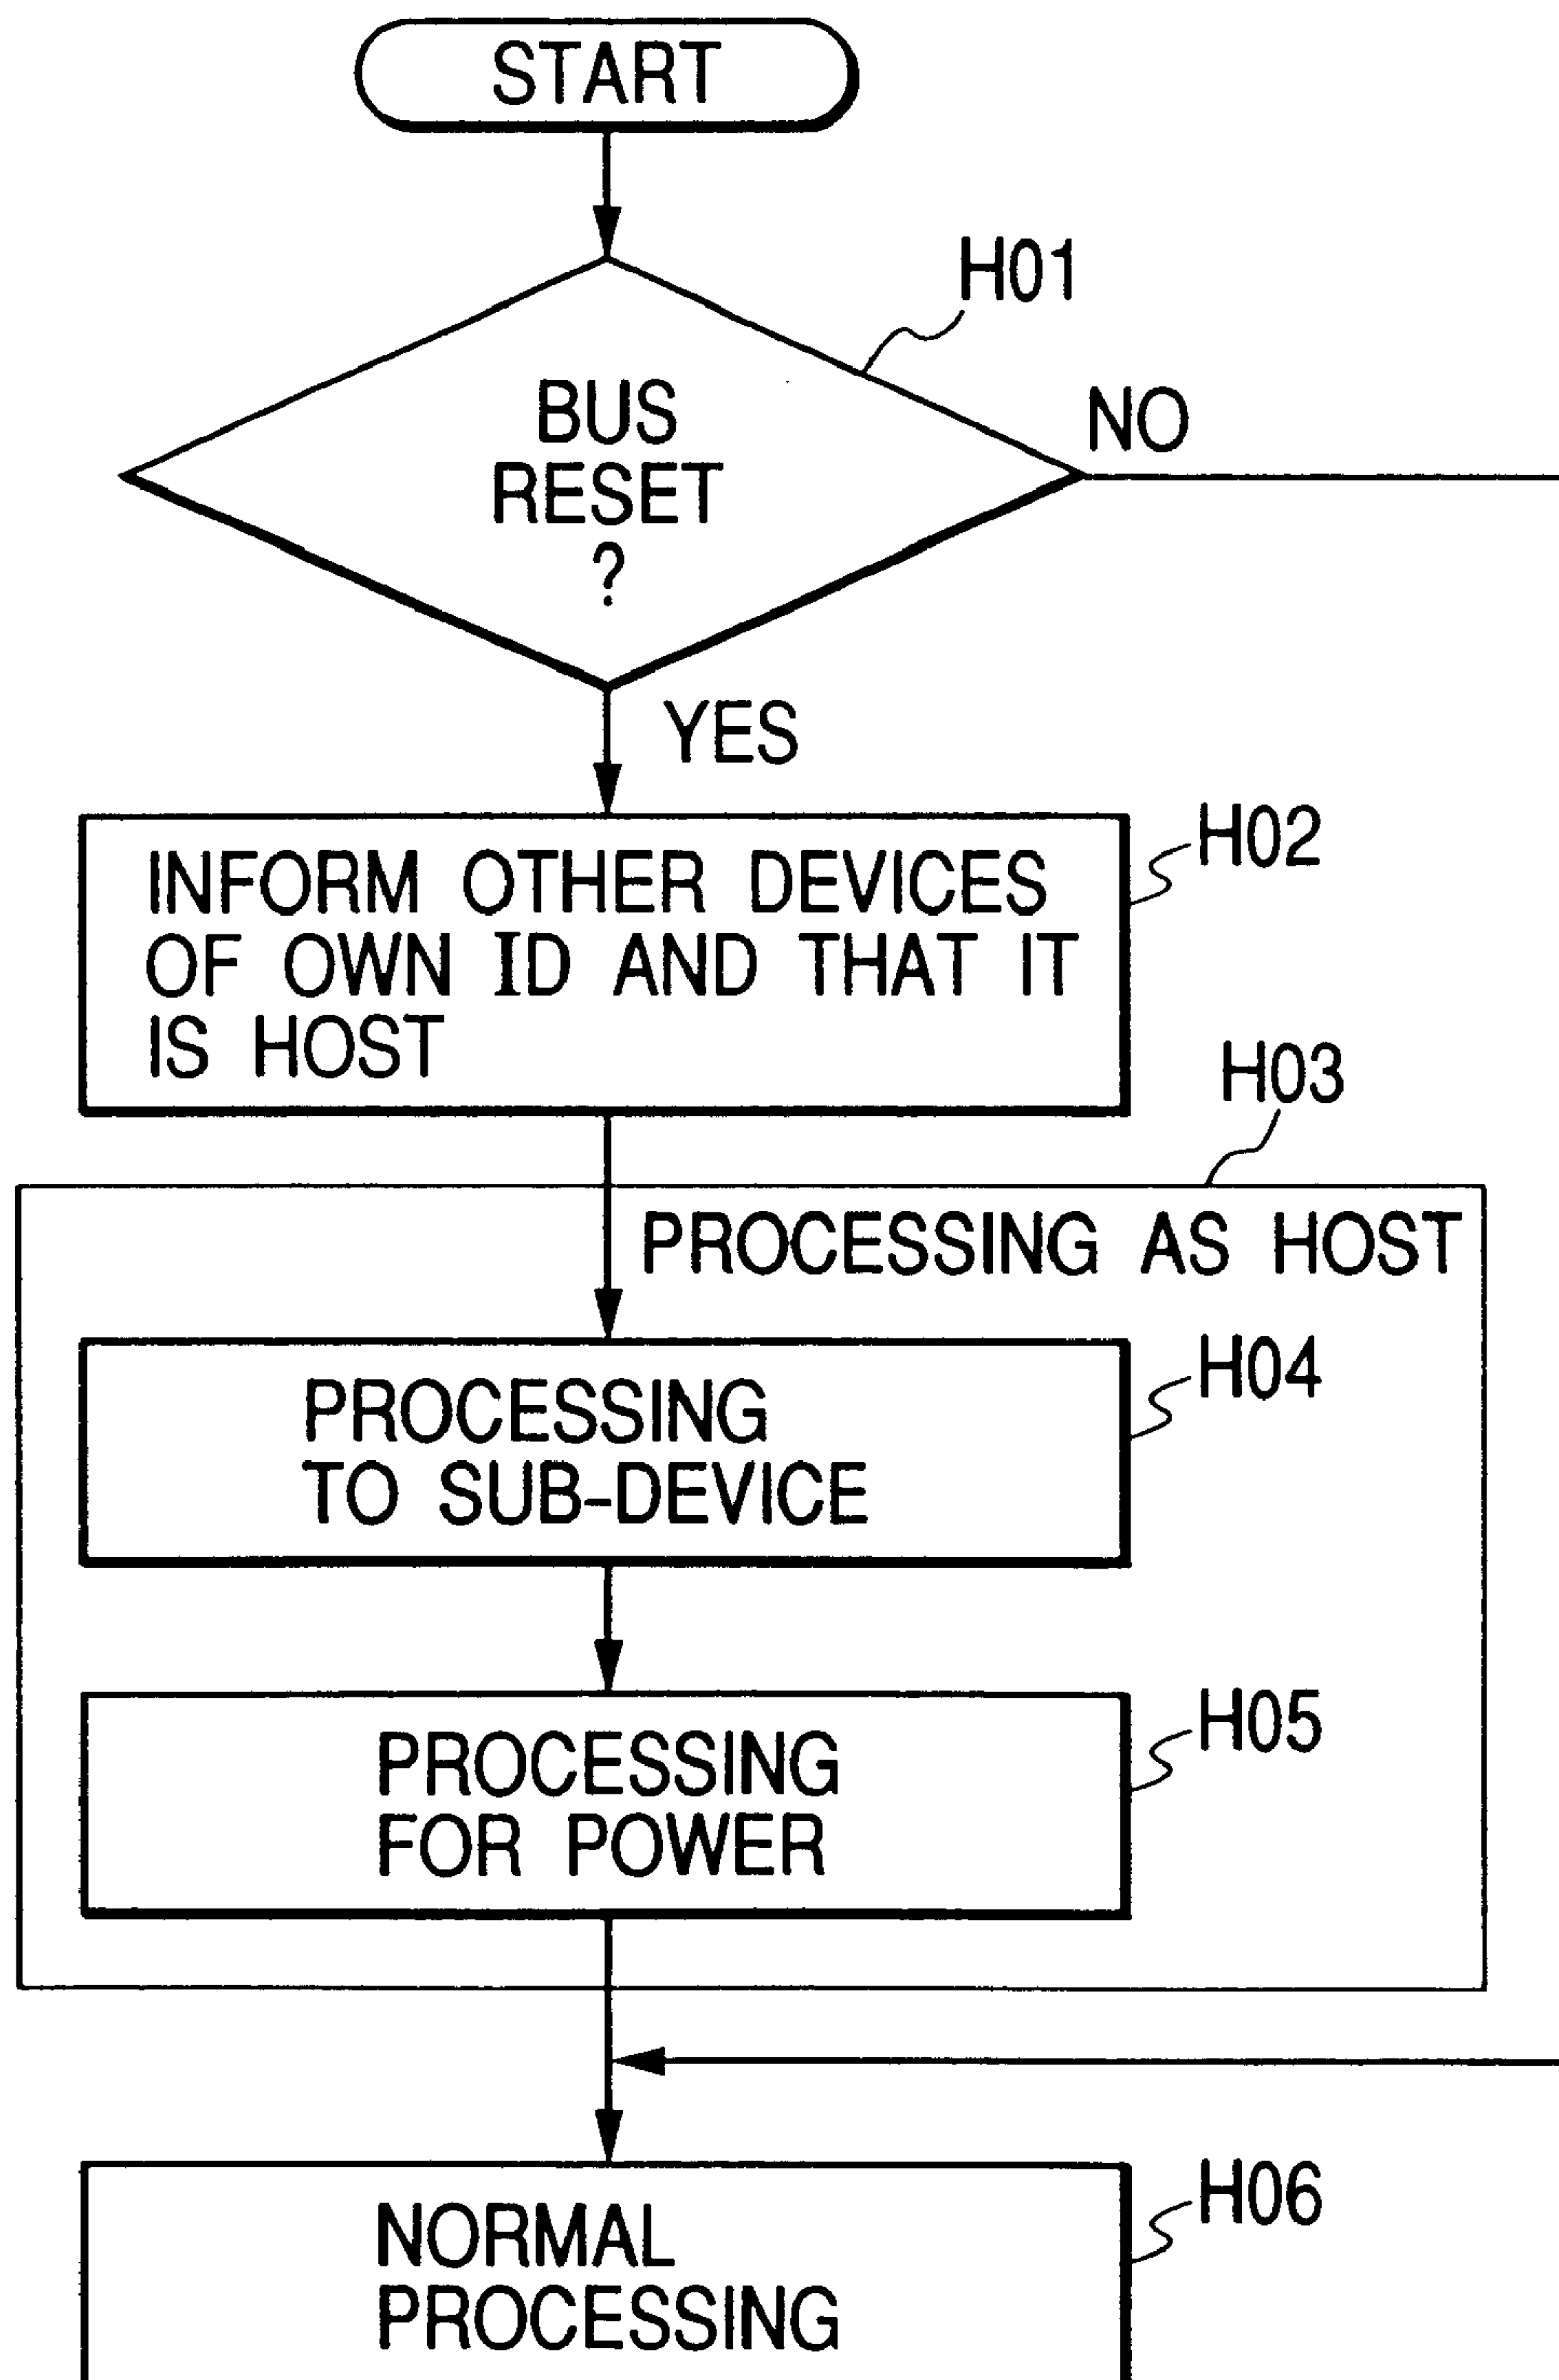 START
H01
BUS
RESET
?
NO
YES
H02
INFORM OTHER DEVICES
OF OWN ID AND THAT IT
IS HOST
H03
PROCESSING AS HOST
H04
PROCESSING
TO SUB-DEVICE
H05
PROCESSING
FOR POWER
H06
NORMAL
PROCESSING